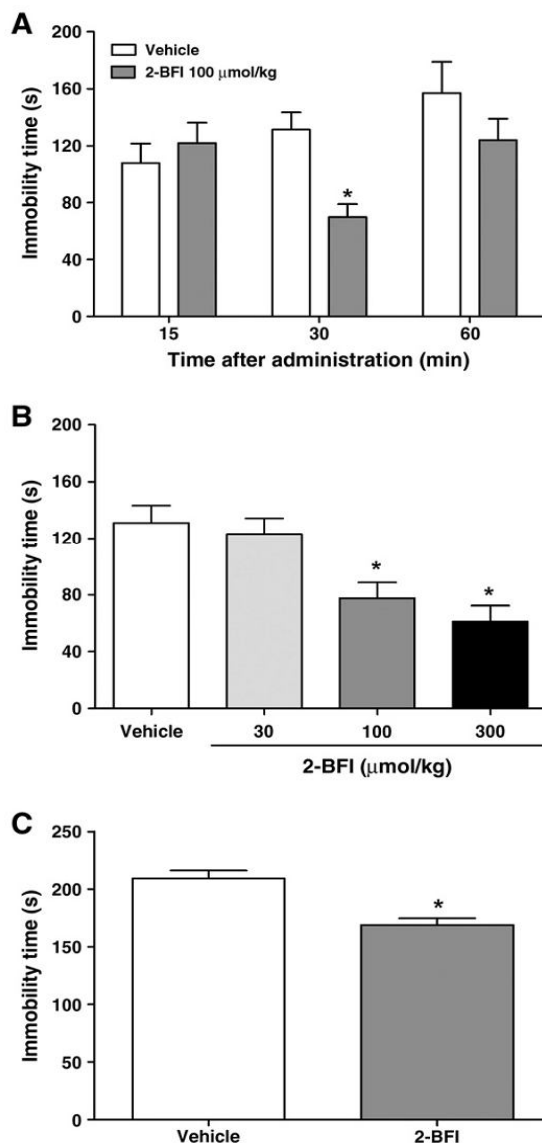 A
200
160
120
80
40
0
Immobility time (s)
Vehicle
2-BFI 100 μmol/kg
*
15 30 60
Time after administration (min)
B
200
160
120
80
40
0
Immobility time (s)
* *
Vehicle 30 100 300
2-BFI (μmol/kg)
C
250
200
150
100
50
0
Immobility time (s)
*
Vehicle 2-BFI